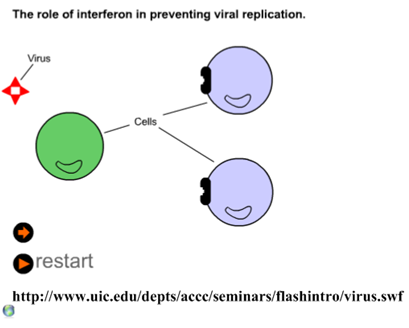 The role of interferon in preventing viral replication.
Virus
Cells
restart
http://www.uic.edu/depts/accc/seminars/flashintro/virus.swf